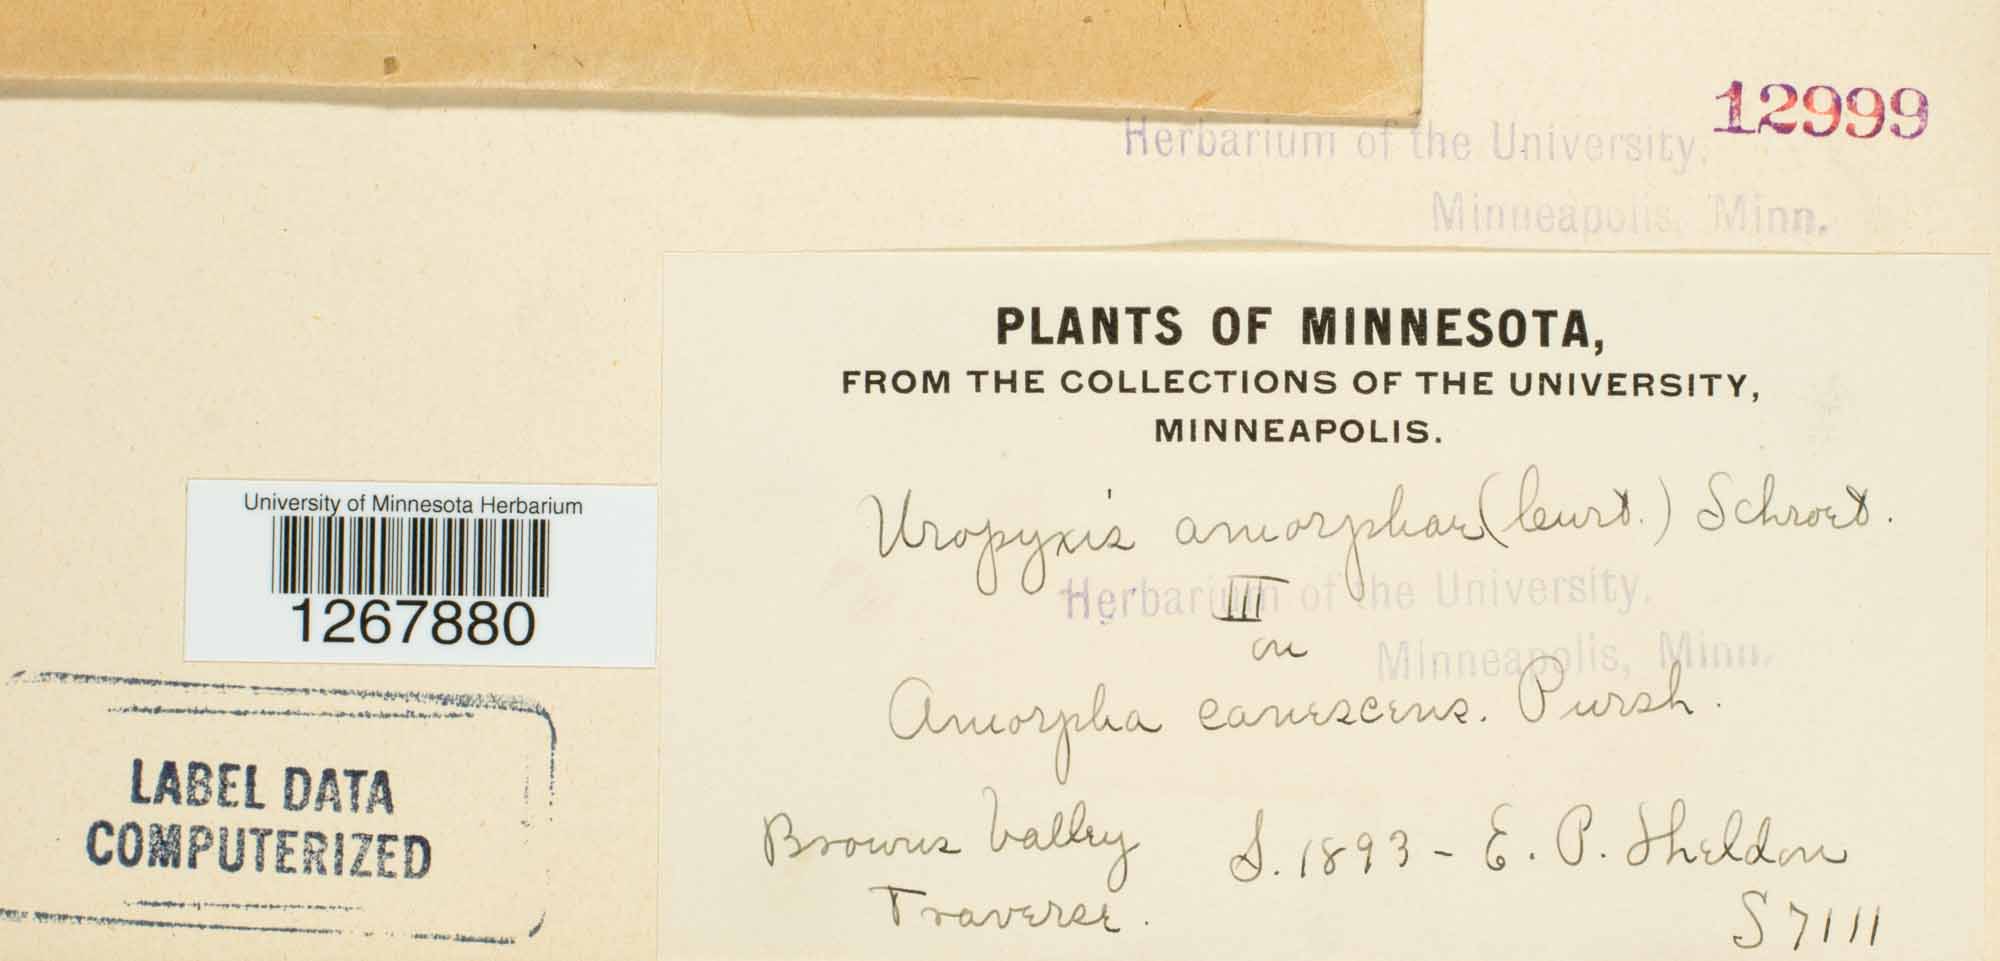 12999
Herbarium of the University,
Minneapolis, Minn.
PLANTS OF MINNESOTA,
FROM THE COLLECTIONS OF THE UNIVERSITY,
MINNEAPOLIS.
Uropyxis amorphae (Curt.) Schroet.
III
Herbarium of the University,
on
Minneapolis, Minn.
Amorpha canescens. Pursh.
Browns Valley S. 1893 - E. P. Sheldon
Traverse. S7111
University of Minnesota Herbarium
1267880
LABEL DATA
COMPUTERIZED